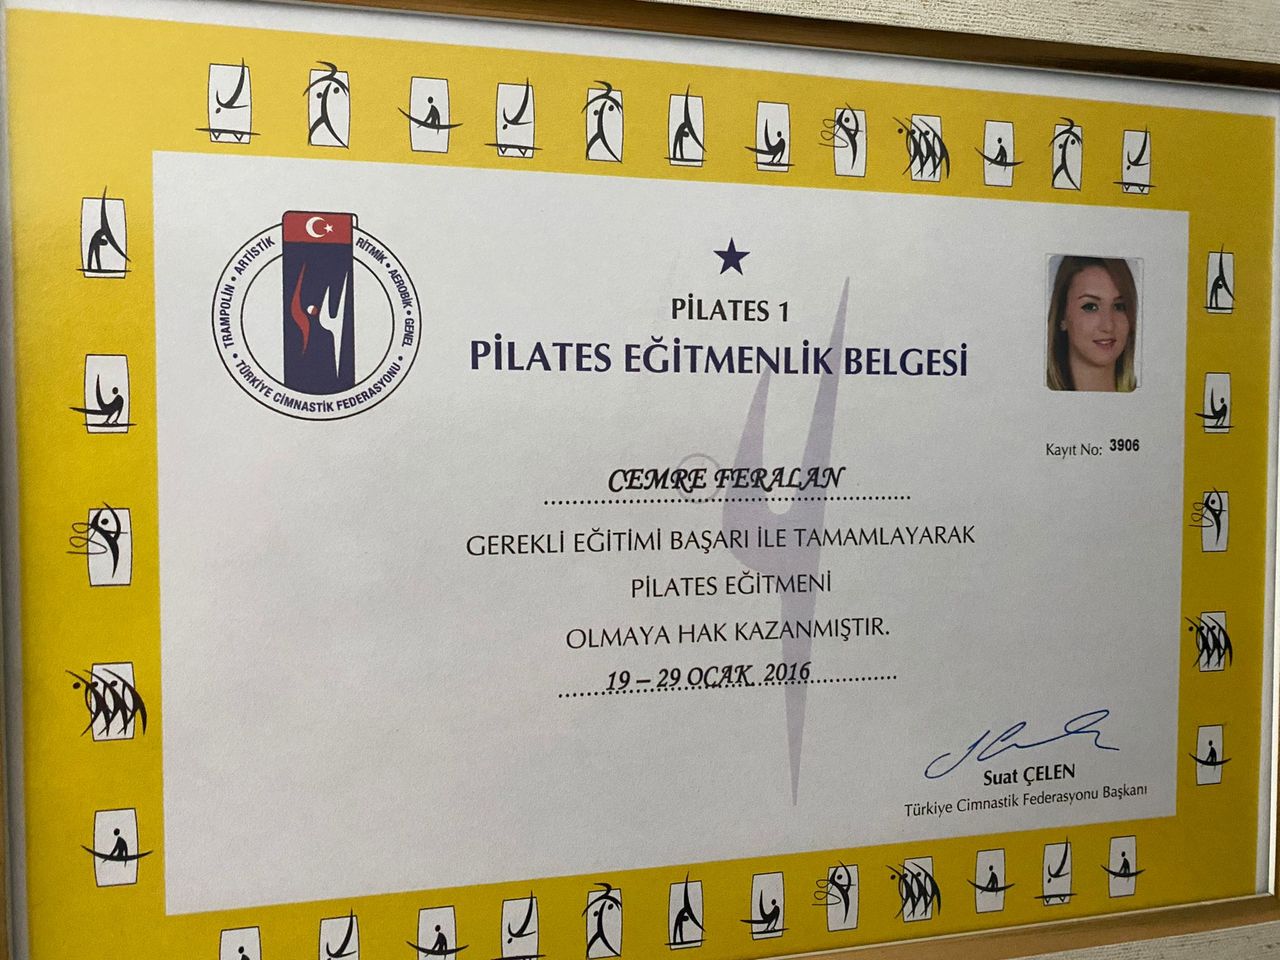 TRAMPOLİN • ARTİSTİK
RİTMİK • AEROBİK • GENEL
• TÜRKİYE CİMNASTİK FEDERASYONU •
PİLATES 1
PİLATES EĞİTMENLİK BELGESİ
Kayıt No: 3906
CEMRE FERALAN
GEREKLİ EĞİTİMİ BAŞARI İLE TAMAMLAYARAK
PİLATES EĞİTMENİ
OLMAYA HAK KAZANMIŞTIR.
19 – 29 OCAK 2016
Suat ÇELEN
Türkiye Cimnastik Federasyonu Başkanı